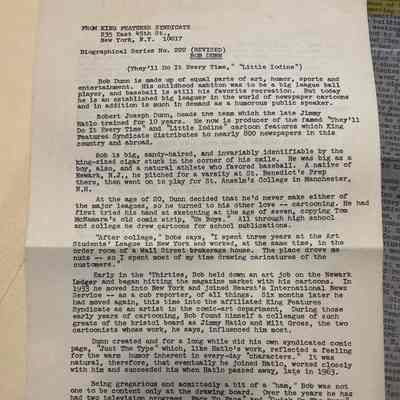 FROM KING FEATURES SYNDICATE
235 East 45th St.,
New York, N.Y. 10017
Biographical Series No. 222 (REVISED)
BOB DUNN
(They'll Do It Every Time," "Little Iodine")
Bob Dunn is made up of equal parts of art, humor, sports and
entertainment. His childhood ambition was to be a big league ball
player, and baseball is still his favorite recreation. But today
he is an established big leaguer in the world of newspaper cartoons
and in addition is much in demand as a humorous public speaker.
Robert Joseph Dunn, heads the team which the late Jimmy
Hatlo trained for 10 years. He now is producer of the famed "They'll
Do It Every Time" and "Little Iodine" cartoon features which King
Features Syndicate distributes to nearly 800 newspapers in this
country and abroad.
Bob is big, sandy-haired, and invariably identifiable by the
king-sized cigar stuck in the corner of his smile. He was big as a
boy, also, and a natural athlete who favored baseball. A native of
Newark, N.J., he pitched for a varsity at St. Benedict's Prep
there, then went on to play for St. Anselm's College in Manchester,
N.H.
At the age of 20, Dunn decided that he'd never make either of
the major leagues, so he turned to his other love -- cartooning. He had
first tried his hand at sketching at the age of seven, copying Tom
McNamara's old comic strip, "Us Boys." All through high school
and college he drew cartoons for school publications.
"After college," he says, "I spent three years at the Art
Students' League in New York and worked, at the same time, in the
order room of a Wall Street brokerage house. The place drove me
nuts -- so I spent most of my time drawing caricatures of the
customers."
Early in the 'Thirties, Bob held down an art job on the Newark
Ledger and began hitting the magazine market with his cartoons. In
1933 he moved into New York and joined Hearst's International News
Service -- as a cub reporter, of all things. Six months later he
had moved again, this time into the affiliated King Features
Syndicate as an artist in the comic-art department. During those
early years of cartooning, Bob found himself a colleague of such
greats of the bristol board as Jimmy Hatlo and Milt Gross, the two
cartoonists whose work, he says, influenced him most.
Dunn created and for a long while did his own syndicated comic
page, "Just The Type" which, like Hatlo's work, reflected a feeling
for the warm humor inherent in every-day "characters." It was
natural, therefore, that eventually he joined Hatlo, worked closely
with him and succeeded him when Hatlo passed away, late in 1963.
Being gregarious and admittedly a bit of a "ham," Bob was not
one to be content only at the drawing board. Over the years he has
had two television programs,